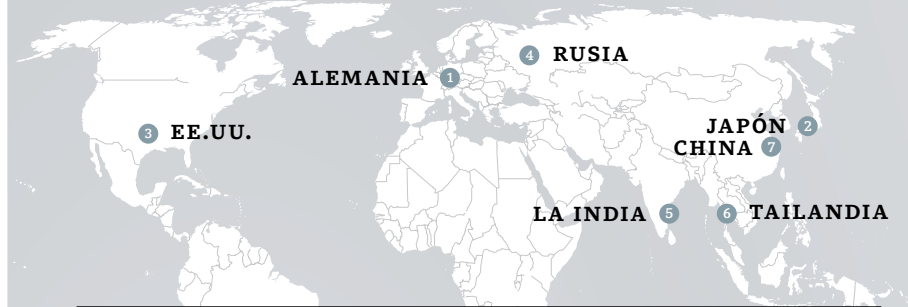 4 RUSIA
ALEMANIA 1
3 EE.UU.
JAPÓN 2
CHINA 7
LA INDIA 5
6 TAILANDIA